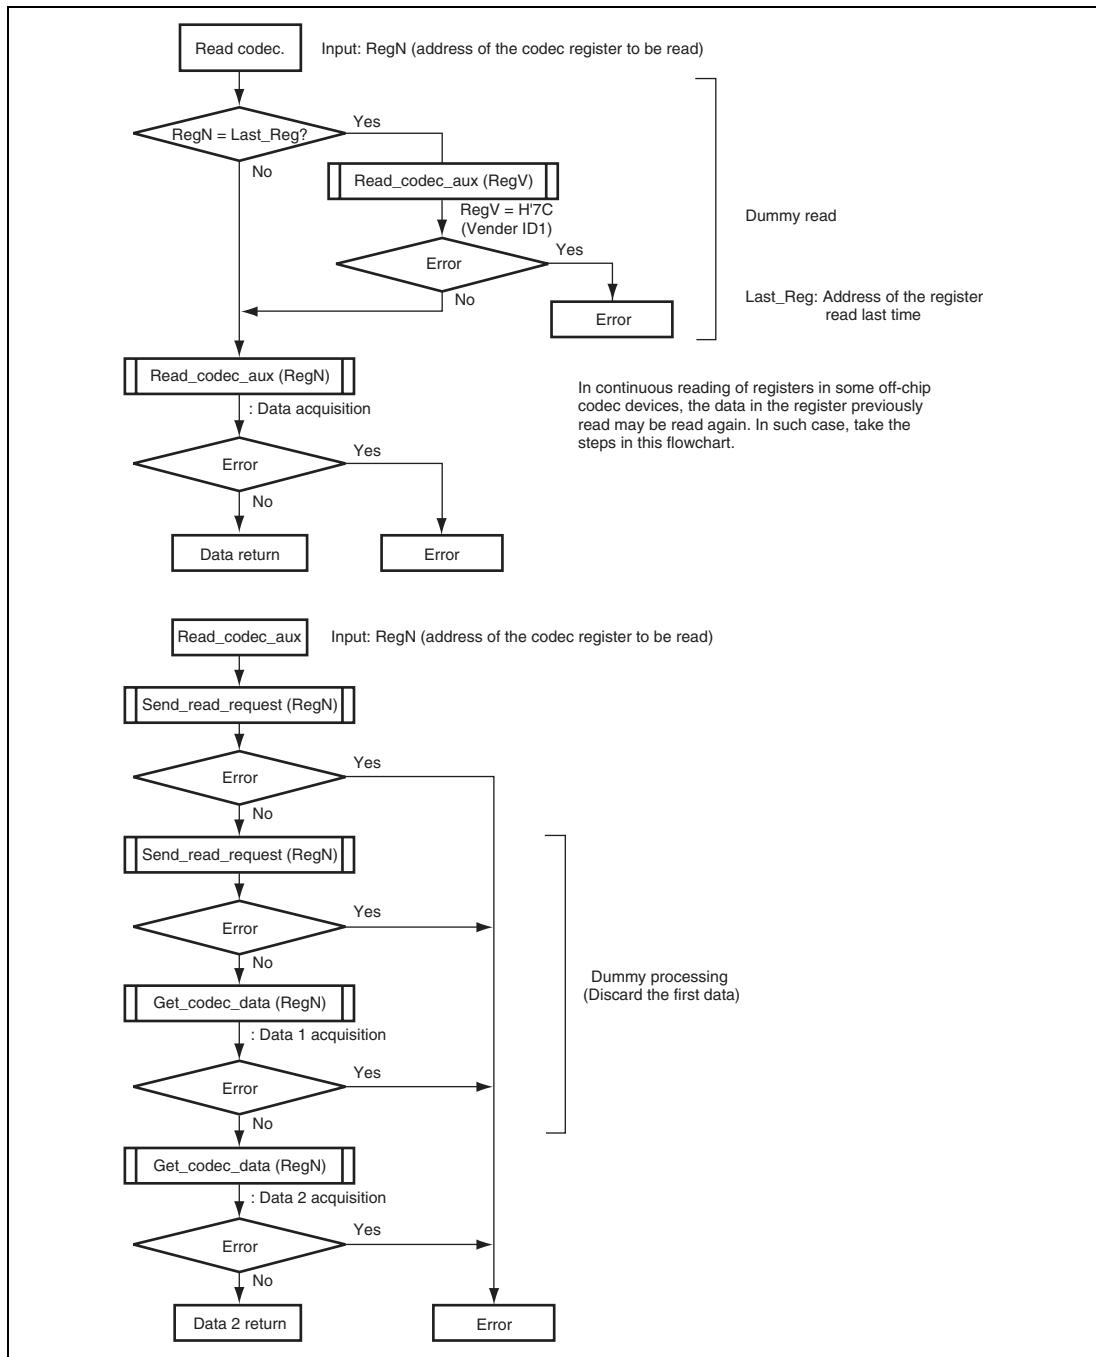 Read codec.
Input: RegN (address of the codec register to be read)
RegN = Last_Reg?
Yes
No
Read_codec_aux (RegV)
RegV = H'7C
(Vender ID1)
Error
Yes
No
Error
Dummy read
Last_Reg: Address of the register
read last time
Read_codec_aux (RegN)
: Data acquisition
In continuous reading of registers in some off-chip
codec devices, the data in the register previously
read may be read again. In such case, take the
steps in this flowchart.
Error
Yes
No
Data return
Error
Read_codec_aux
Input: RegN (address of the codec register to be read)
Send_read_request (RegN)
Error
Yes
No
Send_read_request (RegN)
Error
Yes
No
Get_codec_data (RegN)
: Data 1 acquisition
Dummy processing
(Discard the first data)
Error
Yes
No
Get_codec_data (RegN)
: Data 2 acquisition
Error
Yes
No
Data 2 return
Error